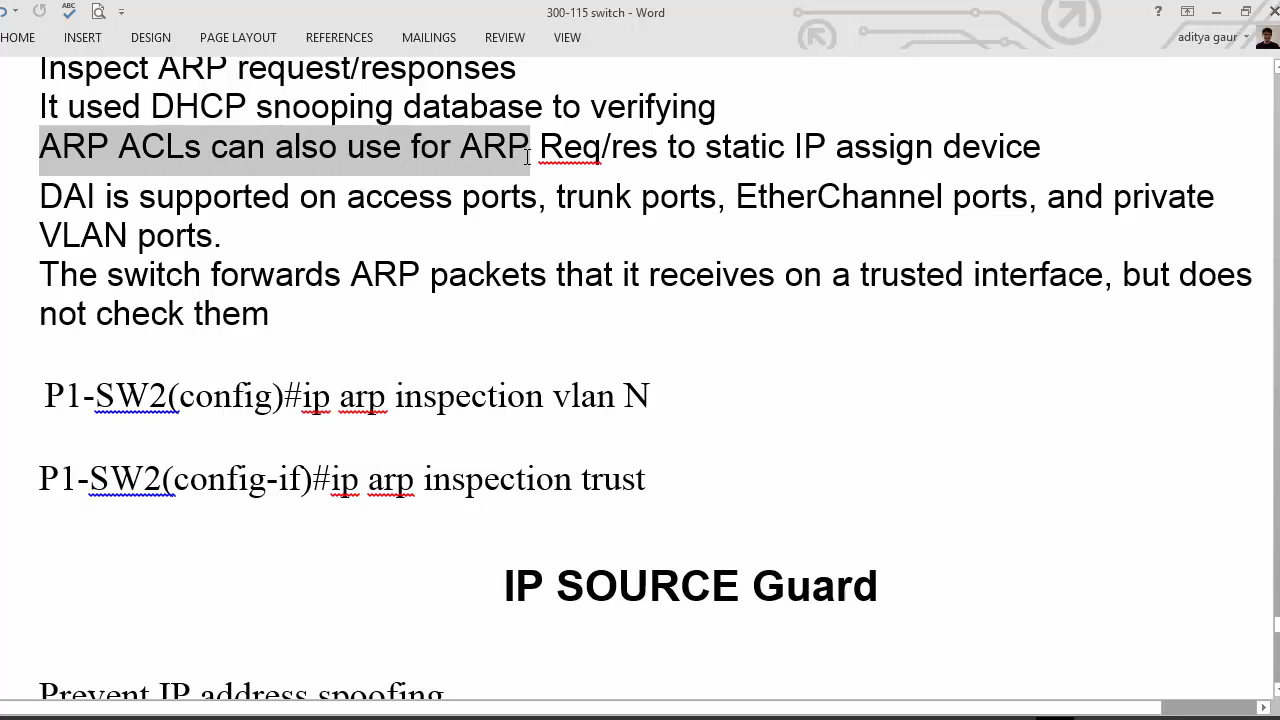 300-115 switch - Word
ABC
?
HOME INSERT DESIGN PAGE LAYOUT REFERENCES MAILINGS REVIEW VIEW aditya gaur
Inspect ARP request/responses
It used DHCP snooping database to verifying
ARP ACLs can also use for ARP Req/res to static IP assign device
DAI is supported on access ports, trunk ports, EtherChannel ports, and private
VLAN ports.
The switch forwards ARP packets that it receives on a trusted interface, but does
not check them
P1-SW2(config)#ip arp inspection vlan N
P1-SW2(config-if)#ip arp inspection trust
IP SOURCE Guard
Prevent IP address spoofing